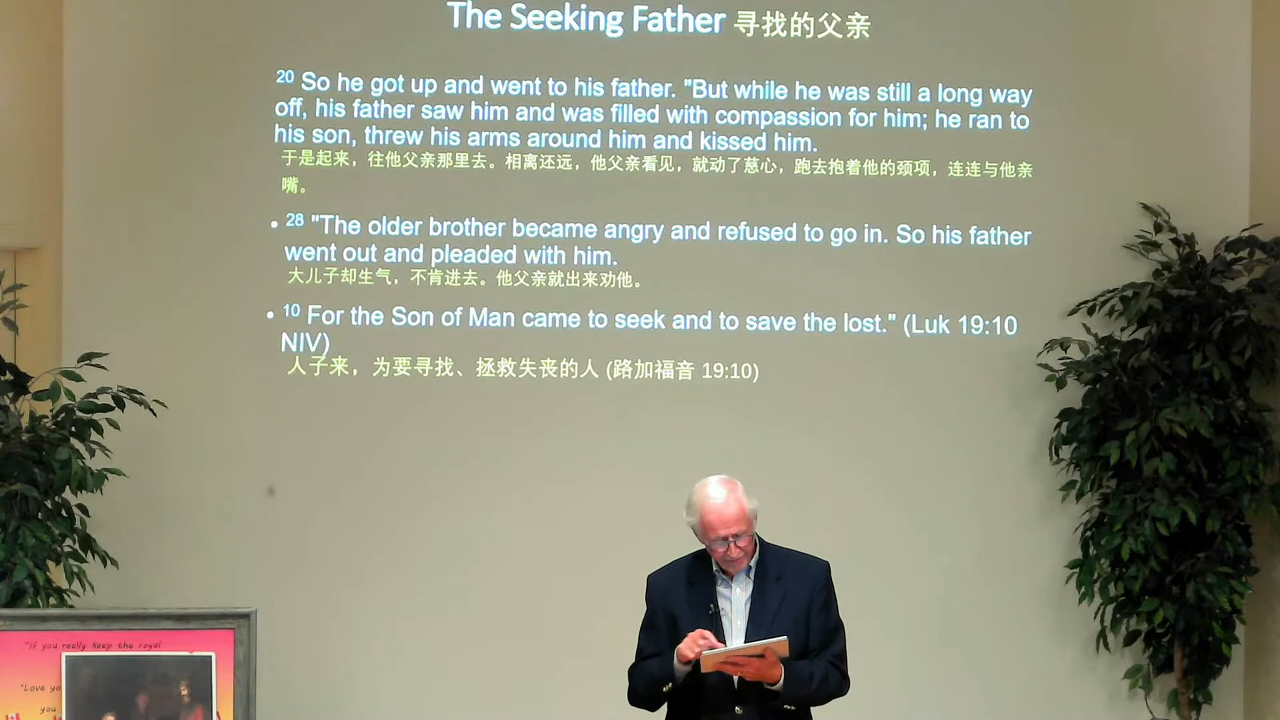 The Seeking Father 寻找的父亲
20 So he got up and went to his father. "But while he was still a long way
off, his father saw him and was filled with compassion for him; he ran to
his son, threw his arms around him and kissed him.
于是起来，往他父亲那里去。相离还远，他父亲看见，就动了慈心，跑去抱着他的颈项，连连与他亲
嘴。
• 28 "The older brother became angry and refused to go in. So his father
went out and pleaded with him.
大儿子却生气，不肯进去。他父亲就出来劝他。
• 10 For the Son of Man came to seek and to save the lost." (Luk 19:10
NIV)
人子来，为要寻找、拯救失丧的人 (路加福音 19:10)
"If you really keep the royal
"Love yo
you